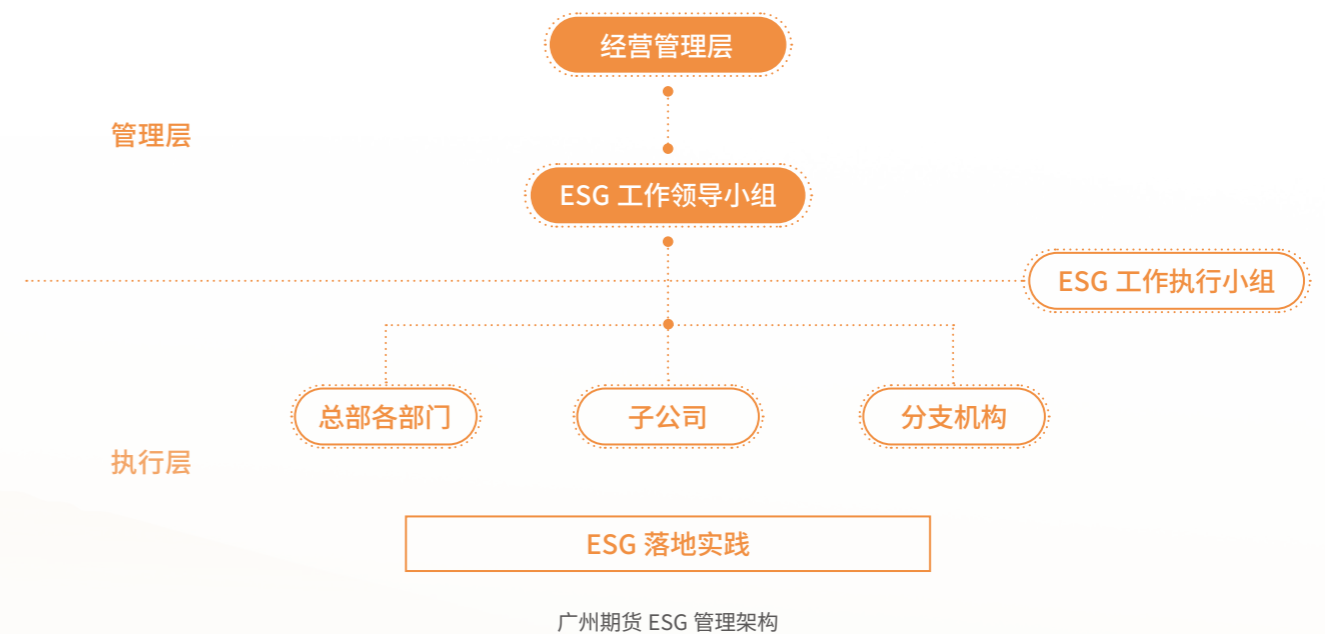 经营管理层
管理层
ESG 工作领导小组
ESG 工作执行小组
总部各部门
子公司
分支机构
执行层
ESG 落地实践
广州期货 ESG 管理架构